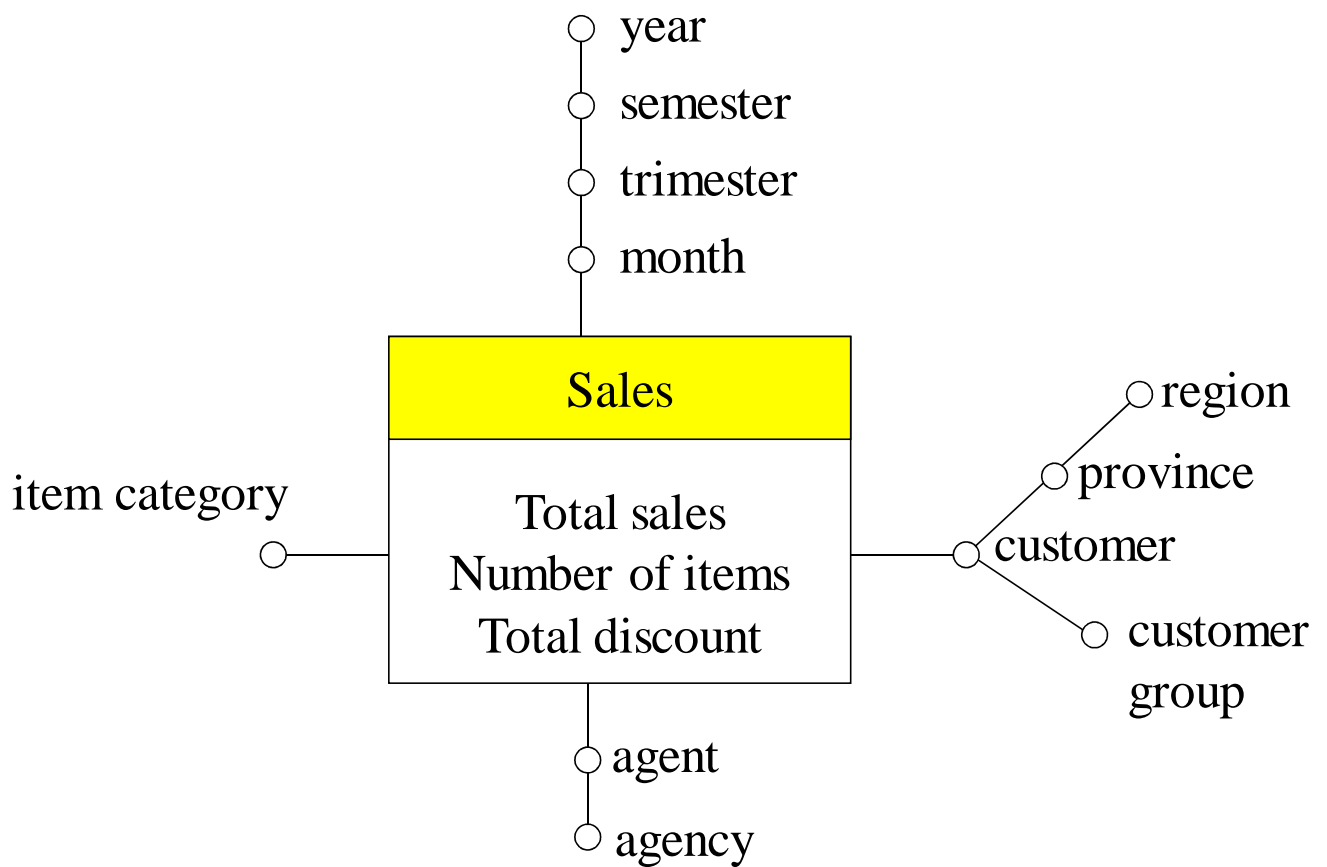 year
semester
trimester
month
Sales
region
province
item category
Total sales
customer
Number of items
Total discount
customer
group
agent
agency